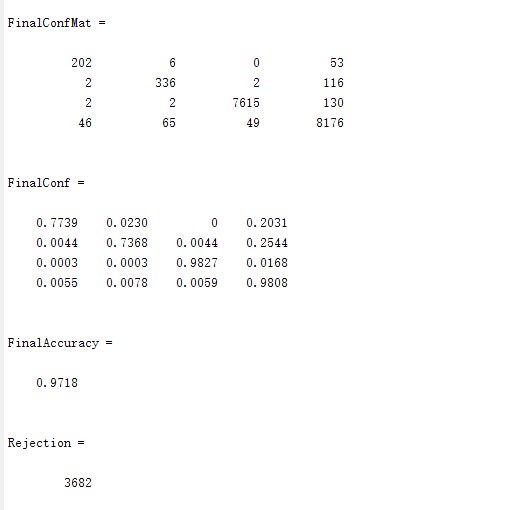 FinalConfMat =
202 6 0 53
2 336 2 116
2 2 7615 130
46 65 49 8176
FinalConf =
0.7739 0.0230 0 0.2031
0.0044 0.7368 0.0044 0.2544
0.0003 0.0003 0.9827 0.0168
0.0055 0.0078 0.0059 0.9808
FinalAccuracy =
0.9718
Rejection =
3682